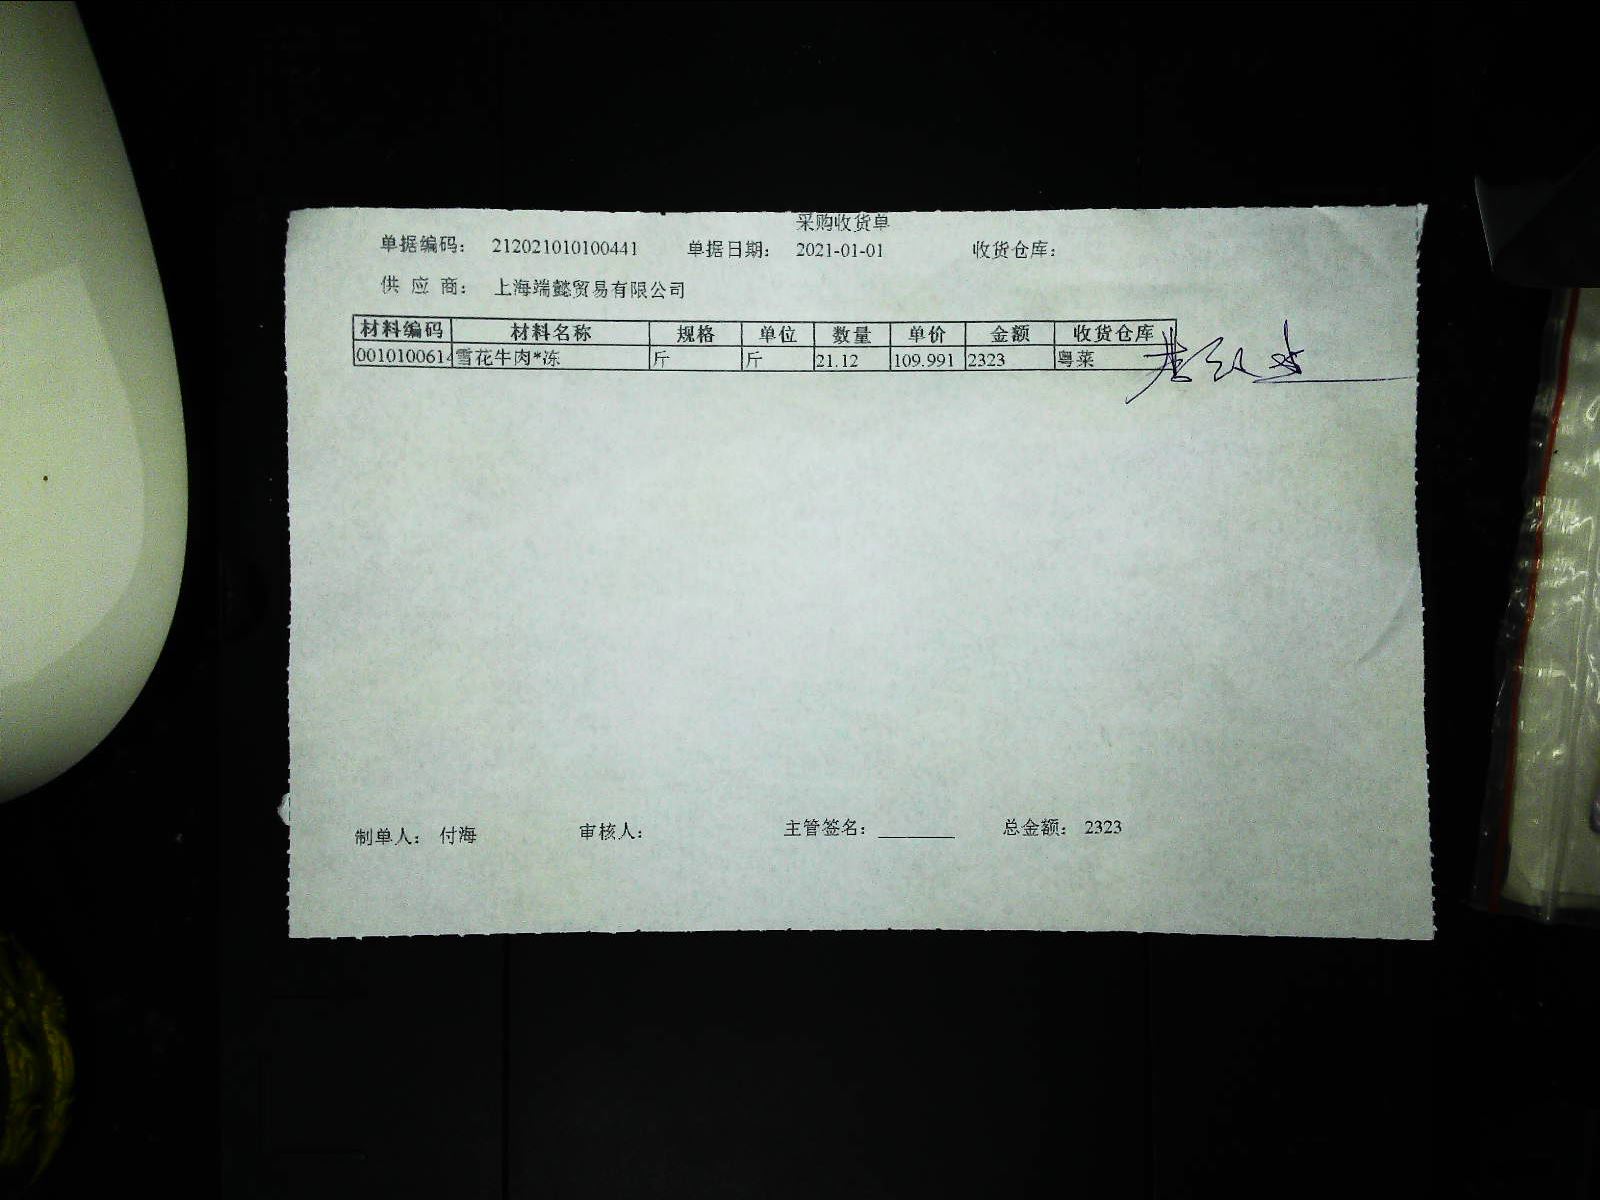 采购收货单
单据编码： 212021010100441 单据日期： 2021-01-01 收货仓库：
供 应 商： 上海端懿贸易有限公司
材料编码 材料名称 规格 单位 数量 单价 金额 收货仓库
0010100614 雪花牛肉*冻 斤 斤 21.12 109.991 2323 粤菜
制单人： 付海 审核人： 主管签名：________ 总金额： 2323